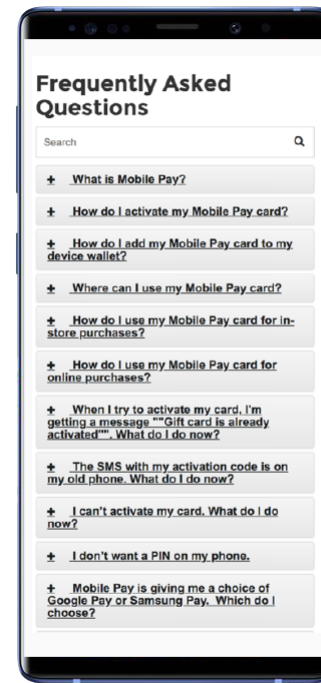 Frequently Asked
Questions
Search
+ What is Mobile Pay?
+ How do I activate my Mobile Pay card?
+ How do I add my Mobile Pay card to my
device wallet?
+ Where can I use my Mobile Pay card?
+ How do I use my Mobile Pay card for in-
store purchases?
+ How do I use my Mobile Pay card for
online purchases?
+ When I try to activate my card, I'm
getting a message ""Gift card is already
activated"". What do I do now?
+ The SMS with my activation code is on
my old phone. What do I do now?
+ I can't activate my card. What do I do
now?
+ I don't want a PIN on my phone.
+ Mobile Pay is giving me a choice of
Google Pay or Samsung Pay. Which do I
choose?